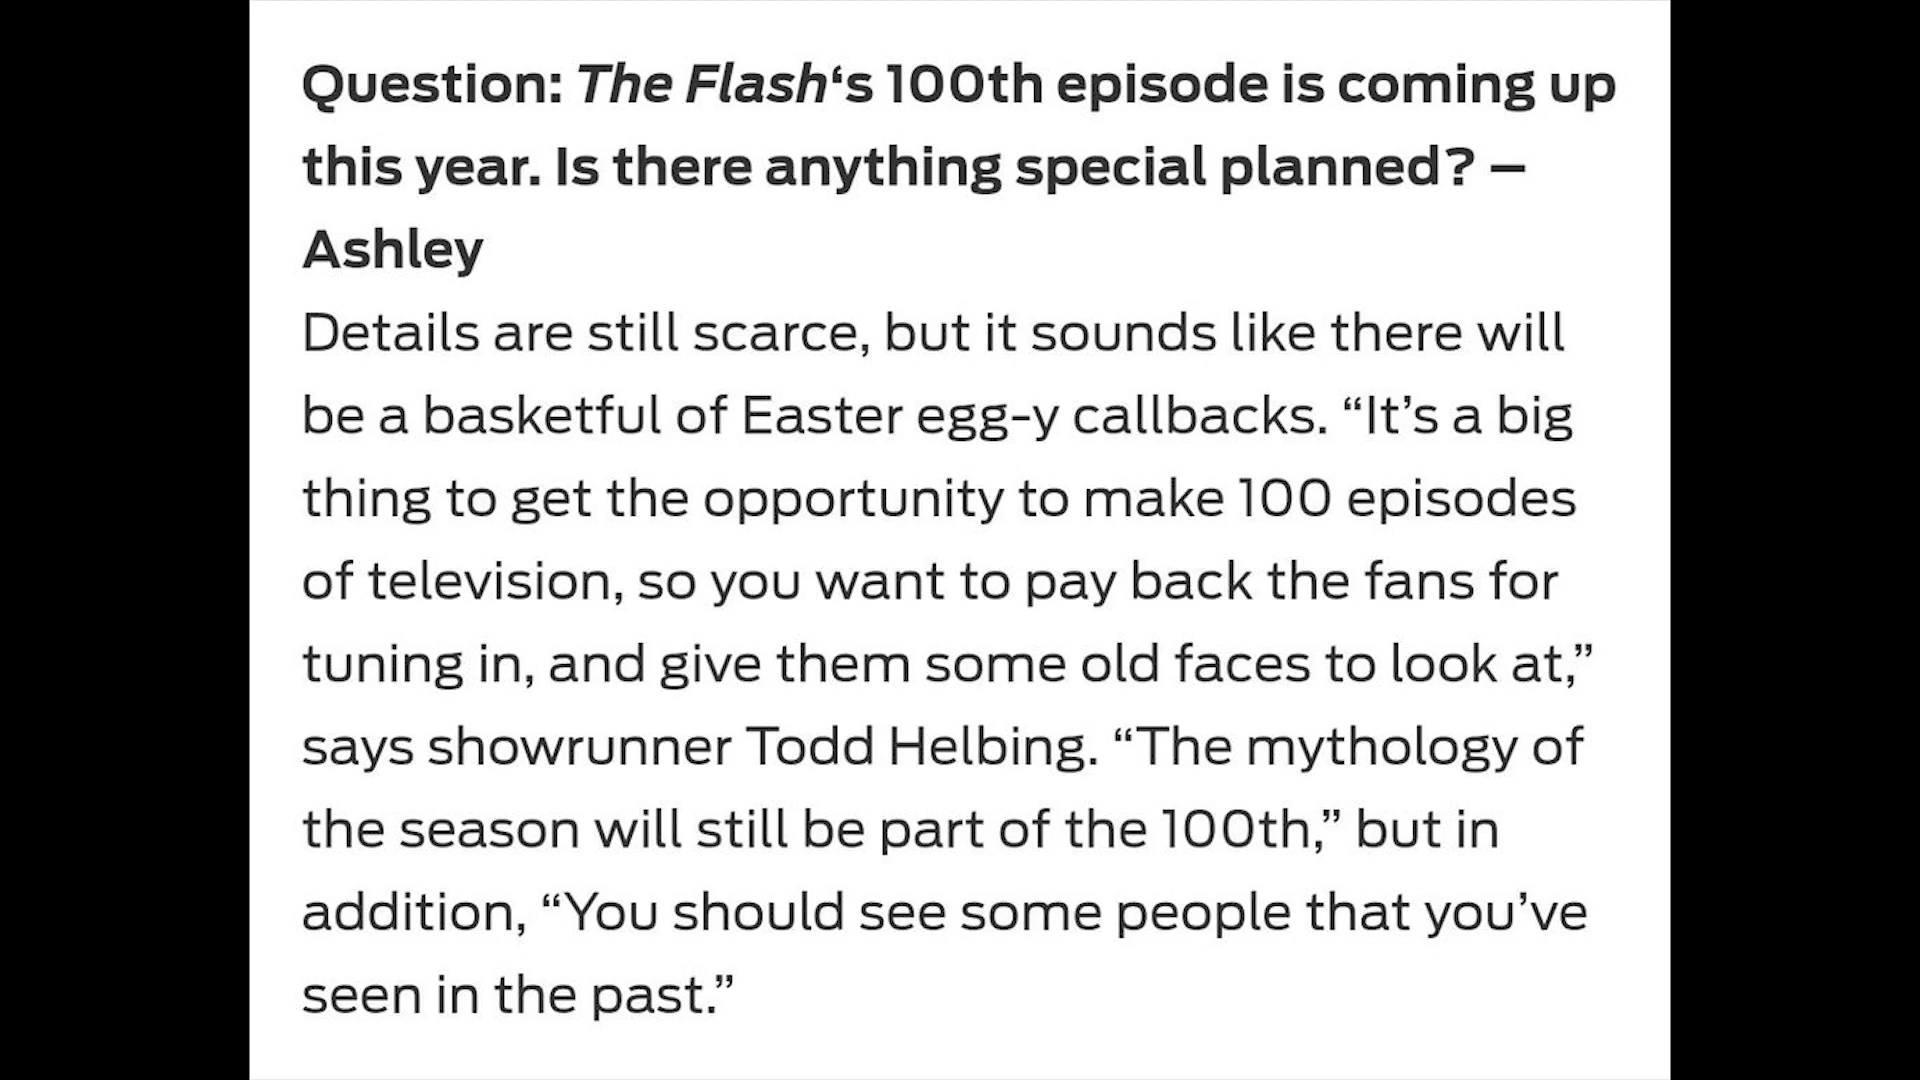 Question: The Flash‘s 100th episode is coming up
this year. Is there anything special planned? —
Ashley
Details are still scarce, but it sounds like there will
be a basketful of Easter egg-y callbacks. “It’s a big
thing to get the opportunity to make 100 episodes
of television, so you want to pay back the fans for
tuning in, and give them some old faces to look at,”
says showrunner Todd Helbing. “The mythology of
the season will still be part of the 100th,” but in
addition, “You should see some people that you’ve
seen in the past.”